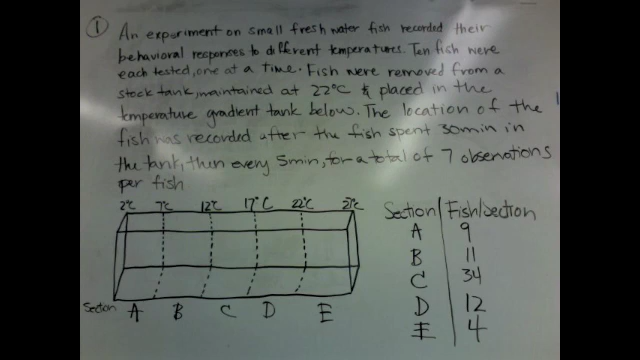 ① An experiment on small fresh water fish recorded their
behavioral responses to different temperatures. Ten fish were
each tested, one at a time. Fish were removed from a
stock tank, maintained at 22°C & placed in the
temperature gradient tank below. The location of the
fish was recorded after the fish spent 30min in
the tank, then every 5min, for a total of 7 observations
per fish
2°C 7°C 12°C 17°C 22°C 27°C
Section A B C D E
Section Fish/section
A 9
B 11
C 34
D 12
E 4